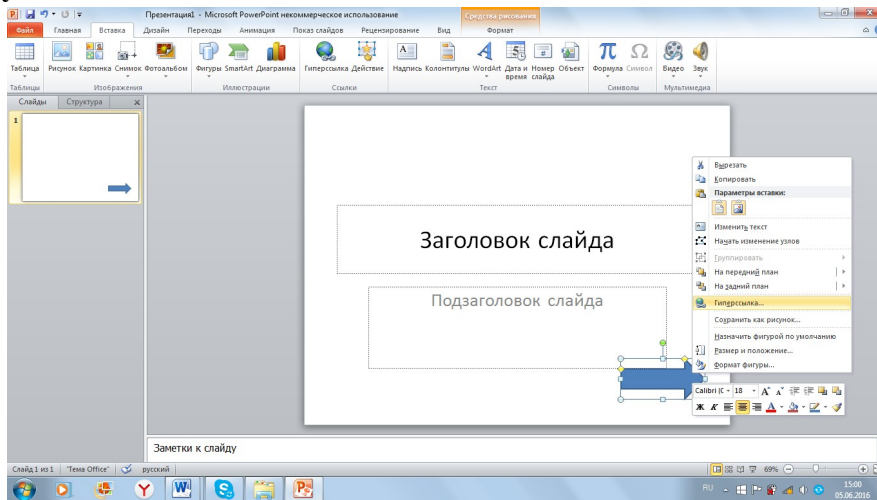 Презентация1 - Microsoft PowerPoint некоммерческое использование
Средства рисования
Файл Главная Вставка Дизайн Переходы Анимация Показ слайдов Рецензирование Вид Формат
Таблица Рисунок Картинка Снимок Фотоальбом Фигуры SmartArt Диаграмма Гиперссылка Действие Надпись Колонтитулы WordArt Дата и время Номер слайда Объект Формула Символ Видео Звук
Таблицы Изображения Иллюстрации Ссылки Текст Символы Мультимедиа
Слайды Структура
1
Заголовок слайда
Подзаголовок слайда
Вырезать
Копировать
Параметры вставки:
Изменить текст
Начать изменение узлов
Группировать
На передний план
На задний план
Гиперссылка...
Сохранить как рисунок...
Назначить фигурой по умолчанию
Размер и положение...
Формат фигуры...
Calibri (С 18 A A
Ж К A
Заметки к слайду
Слайд 1 из 1 "Тема Office" русский 69%
RU 15:00
05.06.2016